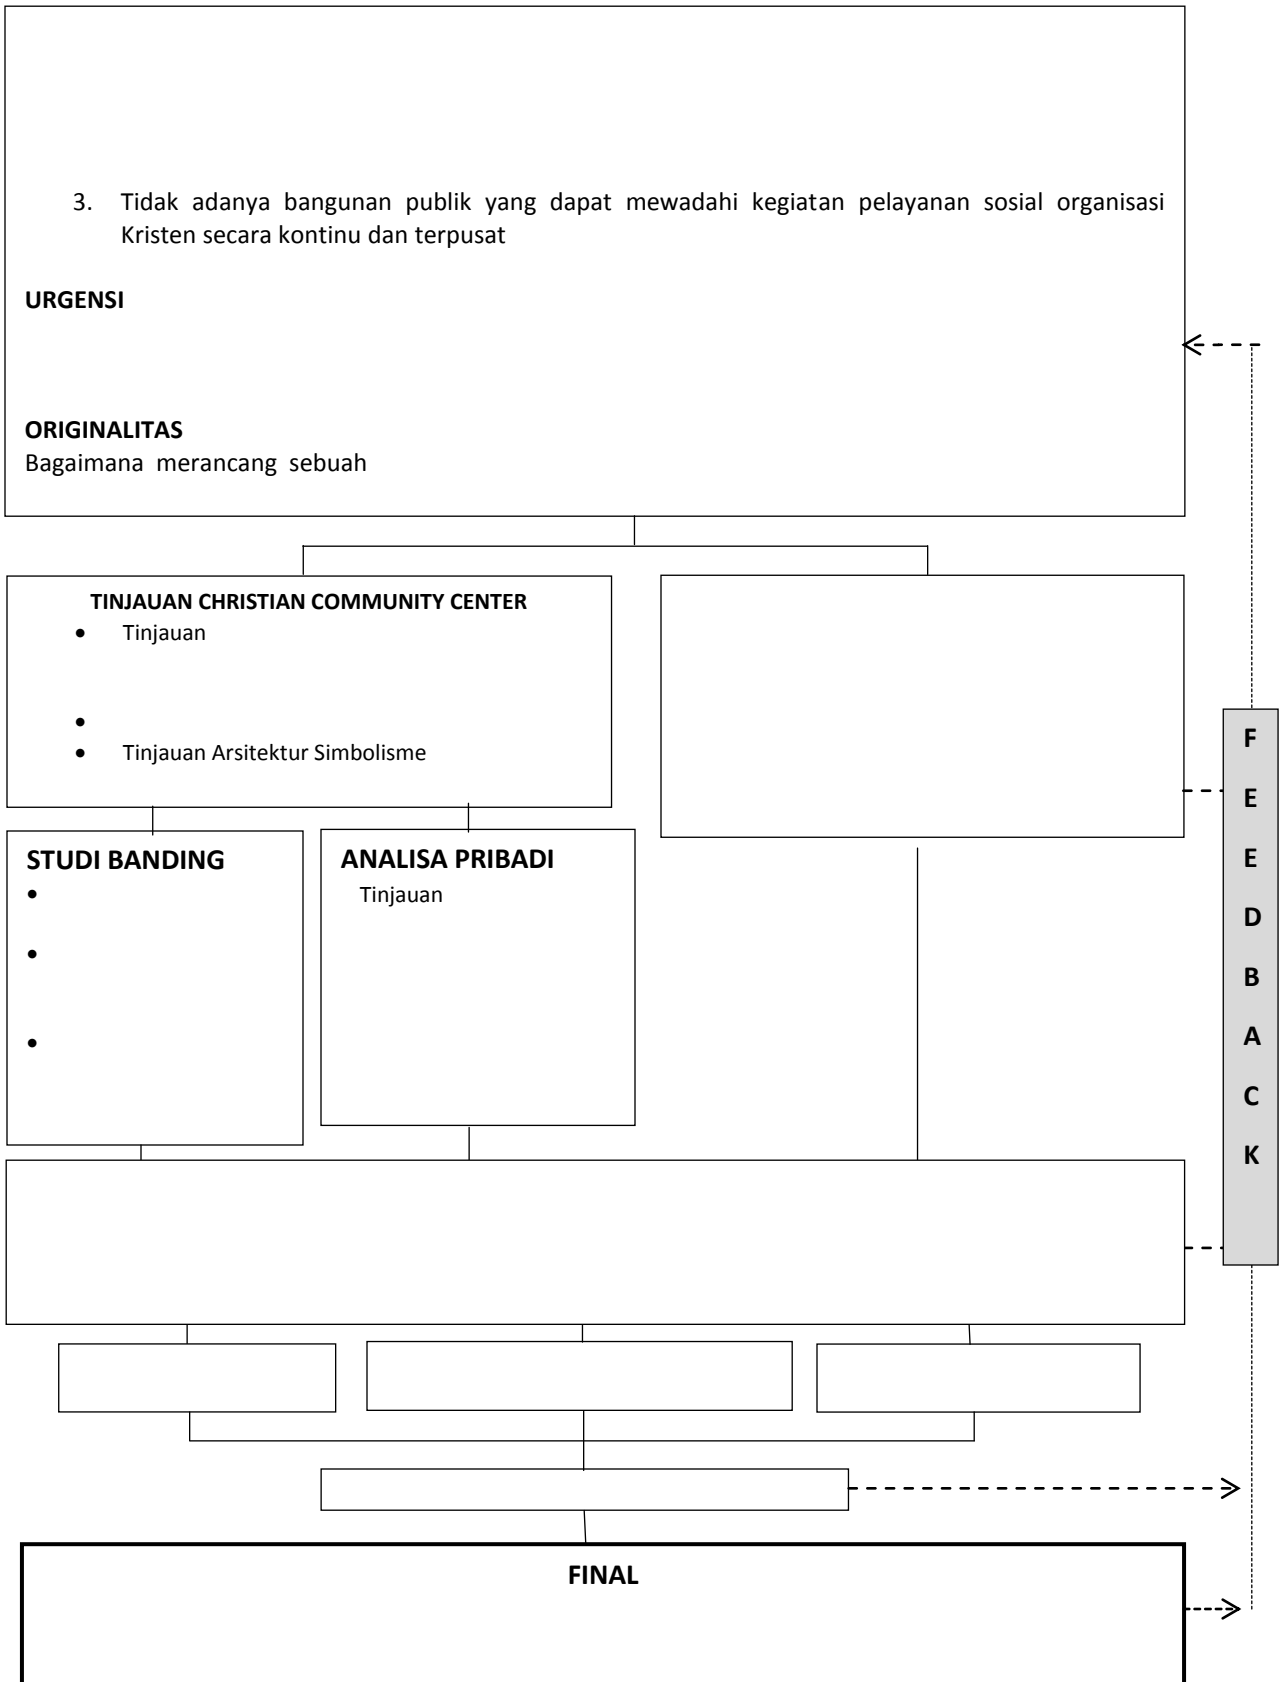 3. Tidak adanya bangunan publik yang dapat mewadahi kegiatan pelayanan sosial organisasi
Kristen secara kontinu dan terpusat
URGENSI
ORIGINALITAS
Bagaimana merancang sebuah
TINJAUAN CHRISTIAN COMMUNITY CENTER
• Tinjauan
•
• Tinjauan Arsitektur Simbolisme
STUDI BANDING
•
•
•
ANALISA PRIBADI
Tinjauan
F
E
E
D
B
A
C
K
FINAL